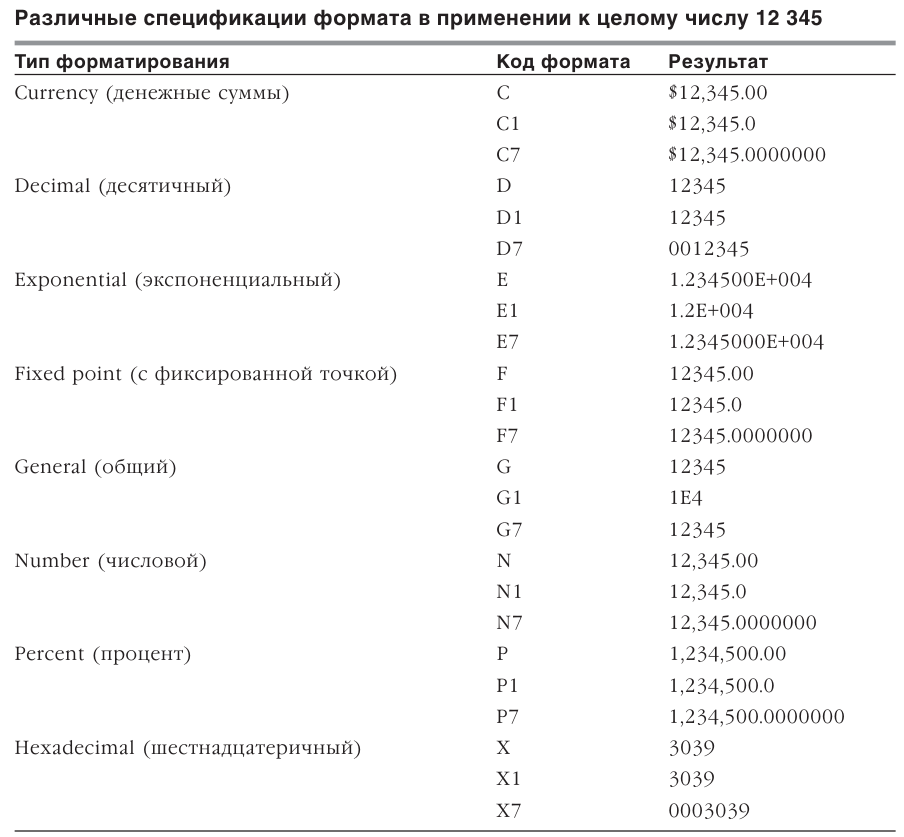 Различные спецификации формата в применении к целому числу 12 345
Тип форматирования Код формата Результат
Currency (денежные суммы) C $12,345.00
C1 $12,345.0
C7 $12,345.0000000
Decimal (десятичный) D 12345
D1 12345
D7 0012345
Exponential (экспоненциальный) E 1.234500E+004
E1 1.2E+004
E7 1.2345000E+004
Fixed point (с фиксированной точкой) F 12345.00
F1 12345.0
F7 12345.0000000
General (общий) G 12345
G1 1E4
G7 12345
Number (числовой) N 12,345.00
N1 12,345.0
N7 12,345.0000000
Percent (процент) P 1,234,500.00
P1 1,234,500.0
P7 1,234,500.0000000
Hexadecimal (шестнадцатеричный) X 3039
X1 3039
X7 0003039